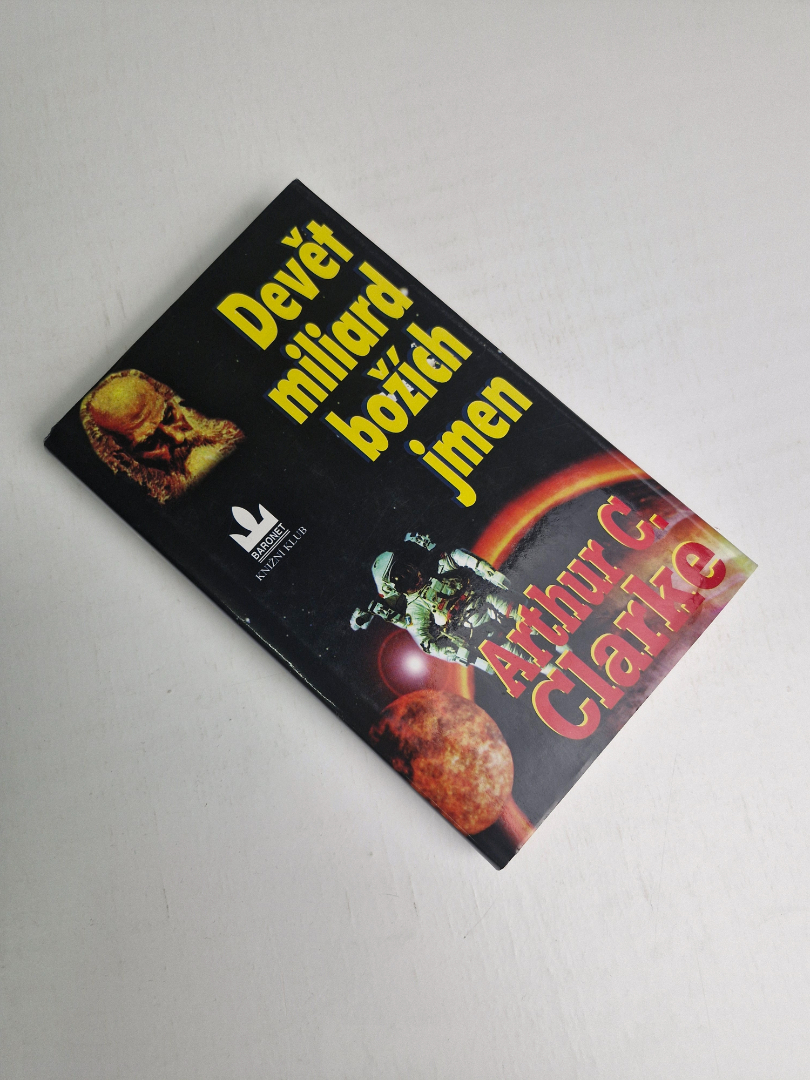 Devět
miliard
božích
jmen
BARONET
KNIŽNÍ KLUB
Arthur C.
Clarke